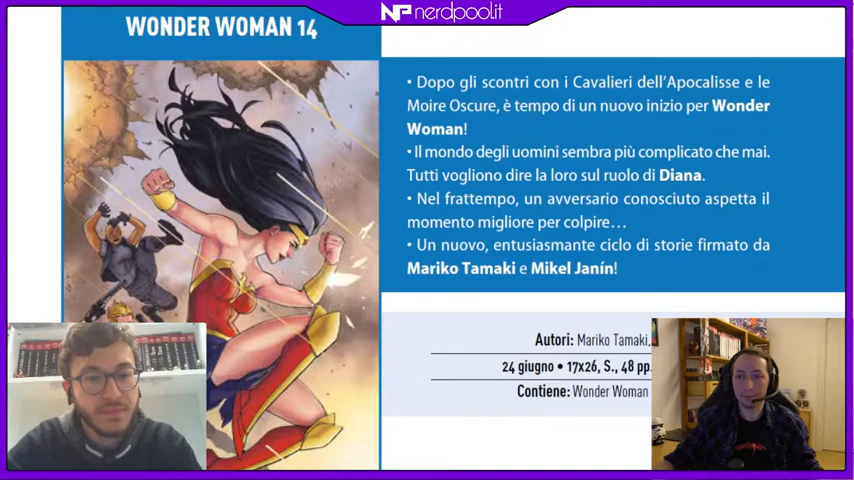 nerdpool.it
WONDER WOMAN 14
• Dopo gli scontri con i Cavalieri dell'Apocalisse e le
Moire Oscure, è tempo di un nuovo inizio per Wonder
Woman!
• Il mondo degli uomini sembra più complicato che mai.
Tutti vogliono dire la loro sul ruolo di Diana.
• Nel frattempo, un avversario conosciuto aspetta il
momento migliore per colpire...
• Un nuovo, entusiasmante ciclo di storie firmato da
Mariko Tamaki e Mikel Janín!
Autori: Mariko Tamaki,
24 giugno • 17x26, S., 48 pp.
Contiene: Wonder Woman